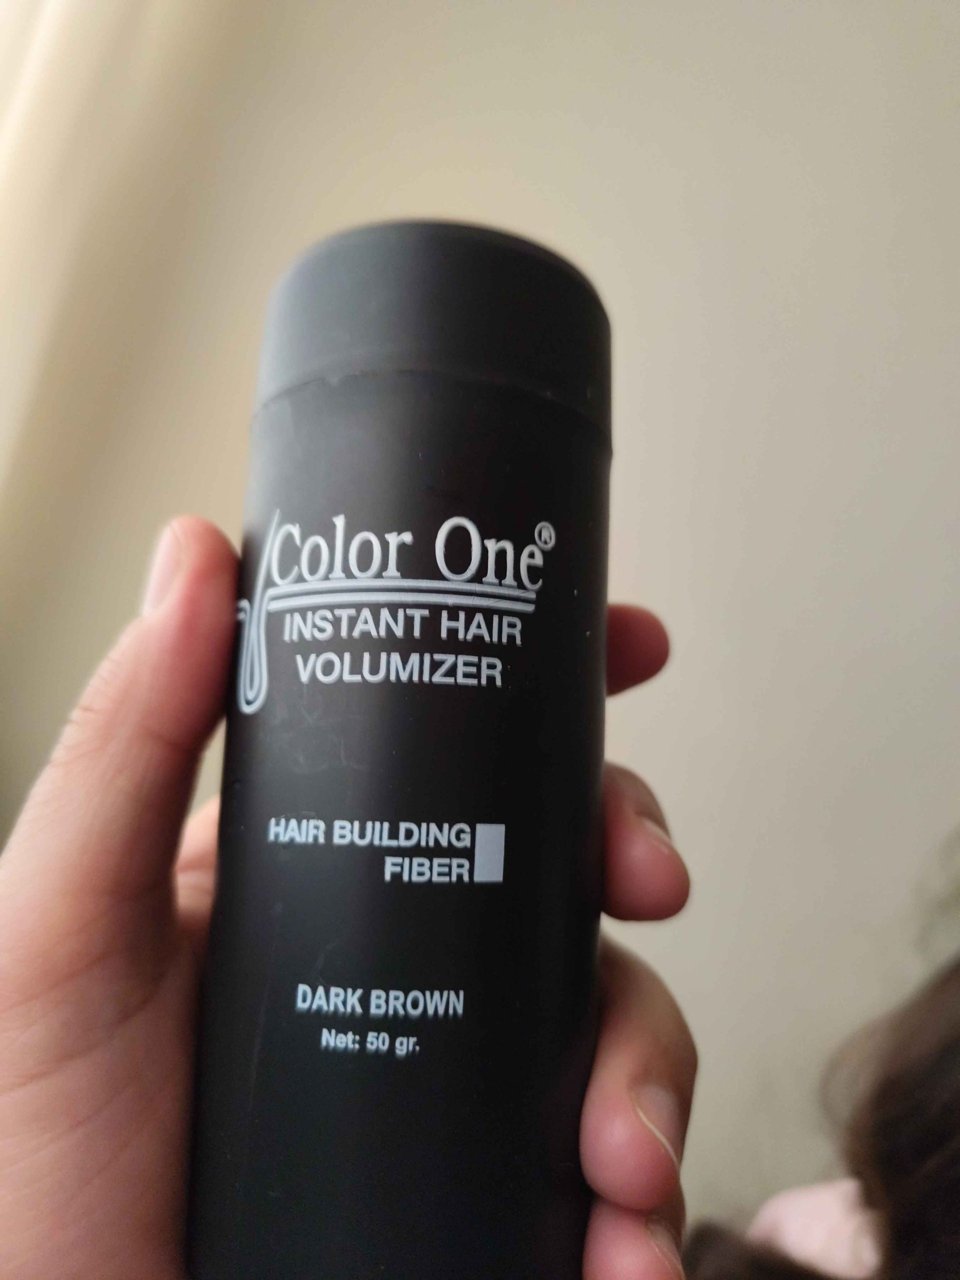 Color One®
INSTANT HAIR
VOLUMIZER
HAIR BUILDING
FIBER
DARK BROWN
Net: 50 gr.